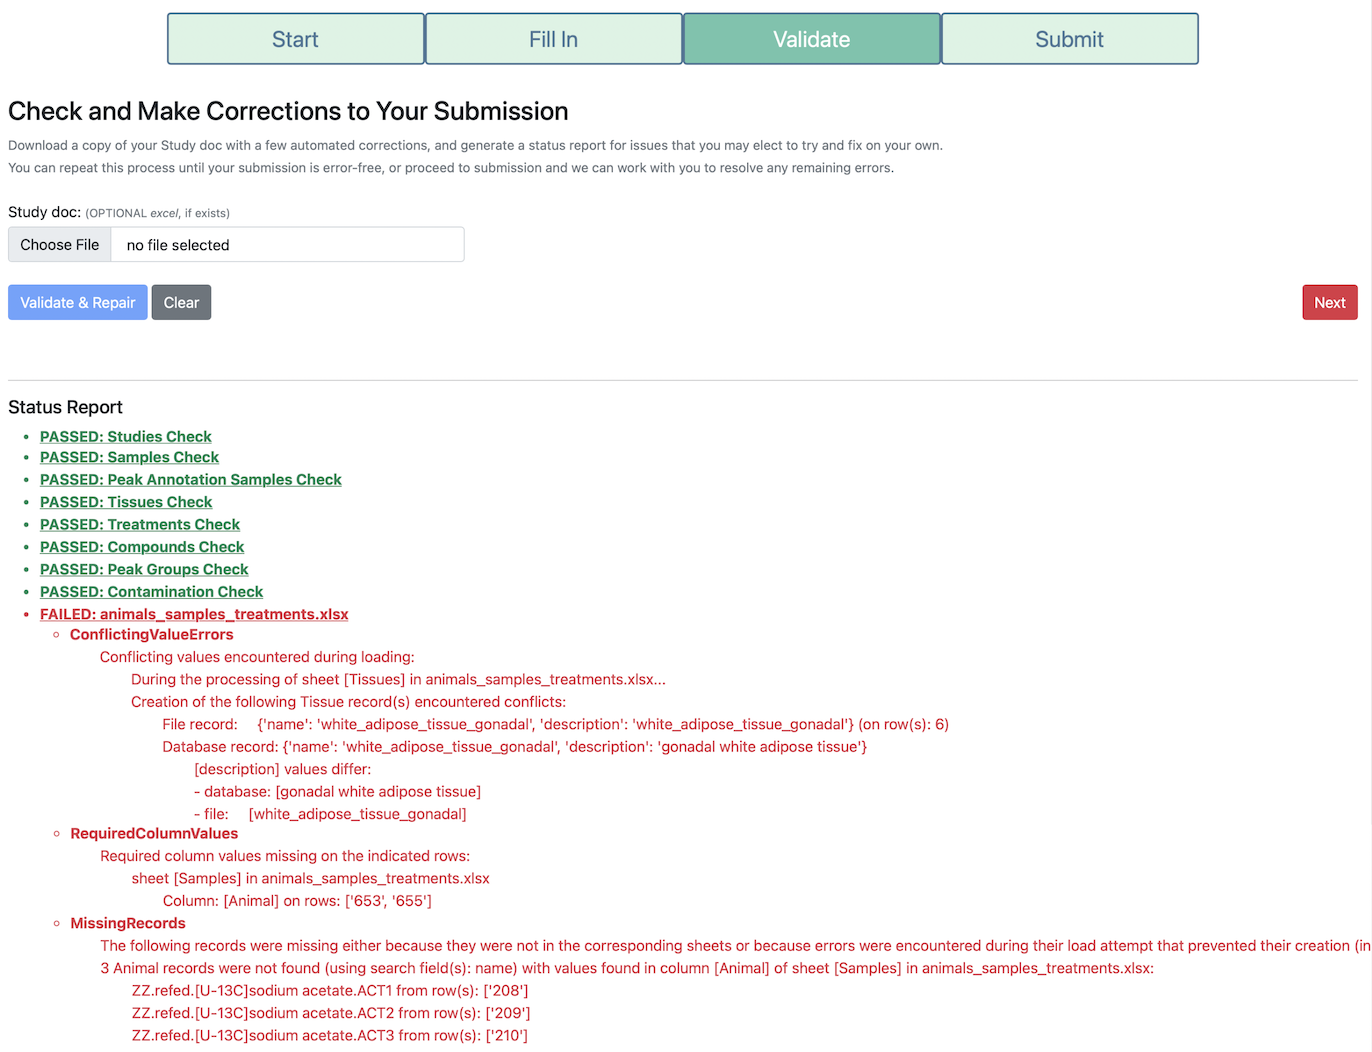 Start
Fill In
Validate
Submit
Check and Make Corrections to Your Submission
Download a copy of your Study doc with a few automated corrections, and generate a status report for issues that you may elect to try and fix on your own.
You can repeat this process until your submission is error-free, or proceed to submission and we can work with you to resolve any remaining errors.
Study doc: (OPTIONAL excel, if exists)
Choose File no file selected
Validate & Repair Clear Next
Status Report
• PASSED: Studies Check
• PASSED: Samples Check
• PASSED: Peak Annotation Samples Check
• PASSED: Tissues Check
• PASSED: Treatments Check
• PASSED: Compounds Check
• PASSED: Peak Groups Check
• PASSED: Contamination Check
• FAILED: animals_samples_treatments.xlsx
◦ ConflictingValueErrors
Conflicting values encountered during loading:
During the processing of sheet [Tissues] in animals_samples_treatments.xlsx...
Creation of the following Tissue record(s) encountered conflicts:
File record: {'name': 'white_adipose_tissue_gonadal', 'description': 'white_adipose_tissue_gonadal'} (on row(s): 6)
Database record: {'name': 'white_adipose_tissue_gonadal', 'description': 'gonadal white adipose tissue'}
[description] values differ:
- database: [gonadal white adipose tissue]
- file: [white_adipose_tissue_gonadal]
◦ RequiredColumnValues
Required column values missing on the indicated rows:
sheet [Samples] in animals_samples_treatments.xlsx
Column: [Animal] on rows: ['653', '655']
◦ MissingRecords
The following records were missing either because they were not in the corresponding sheets or because errors were encountered during their load attempt that prevented their creation (in
3 Animal records were not found (using search field(s): name) with values found in column [Animal] of sheet [Samples] in animals_samples_treatments.xlsx:
ZZ.refed.[U-13C]sodium acetate.ACT1 from row(s): ['208']
ZZ.refed.[U-13C]sodium acetate.ACT2 from row(s): ['209']
ZZ.refed.[U-13C]sodium acetate.ACT3 from row(s): ['210']